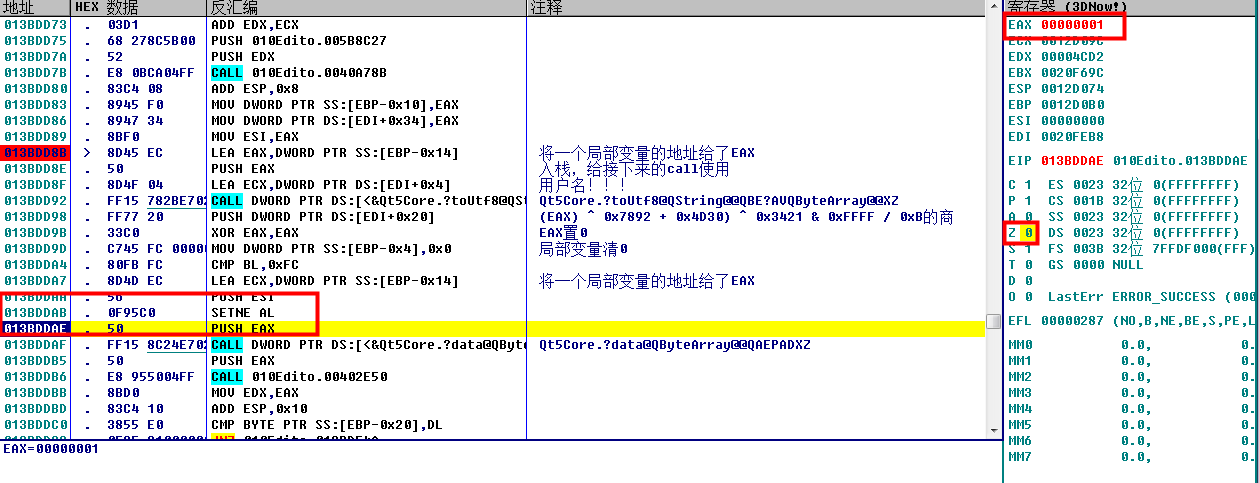 地址 HEX 数据 反汇编 注释
013BDD73 . 03D1 ADD EDX,ECX
013BDD75 . 68 278C5B00 PUSH 010Edito.005B8C27
013BDD7A . 52 PUSH EDX
013BDD7B . E8 0BCA04FF CALL 010Edito.0040A78B
013BDD80 . 83C4 08 ADD ESP,0x8
013BDD83 . 8945 F0 MOV DWORD PTR SS:[EBP-0x10],EAX
013BDD86 . 8947 34 MOV DWORD PTR DS:[EDI+0x34],EAX
013BDD89 . 8BF0 MOV ESI,EAX
013BDD8B > 8D45 EC LEA EAX,DWORD PTR SS:[EBP-0x14] 将一个局部变量的地址给了EAX
013BDD8E . 50 PUSH EAX 入栈，给接下来的call使用
013BDD8F . 8D4F 04 LEA ECX,DWORD PTR DS:[EDI+0x4] 用户名！！！
013BDD92 . FF15 782BE702 CALL DWORD PTR DS:[<&Qt5Core.?toUtf8@QSt Qt5Core.?toUtf8@QString@@QBE?AVQByteArray@@XZ
013BDD98 . FF77 20 PUSH DWORD PTR DS:[EDI+0x20] (EAX) ^ 0x7892 + 0x4D30) ^ 0x3421 & 0xFFFF / 0xB的商
013BDD9B . 33C0 XOR EAX,EAX EAX置0
013BDD9D . C745 FC 00000 MOV DWORD PTR SS:[EBP-0x4],0x0 局部变量清0
013BDDA4 . 80FB FC CMP BL,0xFC
013BDDA7 . 8D4D EC LEA ECX,DWORD PTR SS:[EBP-0x14] 将一个局部变量的地址给了EAX
013BDDAA . 56 PUSH ESI
013BDDAB . 0F95C0 SETNE AL
013BDDAE . 50 PUSH EAX
013BDDAF . FF15 8C24E702 CALL DWORD PTR DS:[<&Qt5Core.?data@QByte Qt5Core.?data@QByteArray@@QAEPADXZ
013BDDB5 . 50 PUSH EAX
013BDDB6 . E8 955004FF CALL 010Edito.00402E50
013BDDBB . 8BD0 MOV EDX,EAX
013BDDBD . 83C4 10 ADD ESP,0x10
013BDDC0 . 3855 E0 CMP BYTE PTR SS:[EBP-0x20],DL
EAX=00000001
寄存器 (3DNow!)
EAX 00000001
ECX 0012D09C
EDX 00004CD2
EBX 0020F69C
ESP 0012D074
EBP 0012D0B0
ESI 00000000
EDI 0020FEB8
EIP 013BDDAE 010Edito.013BDDAE
C 1 ES 0023 32位 0(FFFFFFFF)
P 1 CS 001B 32位 0(FFFFFFFF)
A 0 SS 0023 32位 0(FFFFFFFF)
Z 0 DS 0023 32位 0(FFFFFFFF)
S 1 FS 003B 32位 7FFDF000(FFF)
T 0 GS 0000 NULL
D 0
O 0 LastErr ERROR_SUCCESS (000
EFL 00000287 (NO,B,NE,BE,S,PE,L
MM0 0.0, 0.
MM1 0.0, 0.
MM2 0.0, 0.
MM3 0.0, 0.
MM4 0.0, 0.
MM5 0.0, 0.
MM6 0.0, 0.
MM7 0.0, 0.